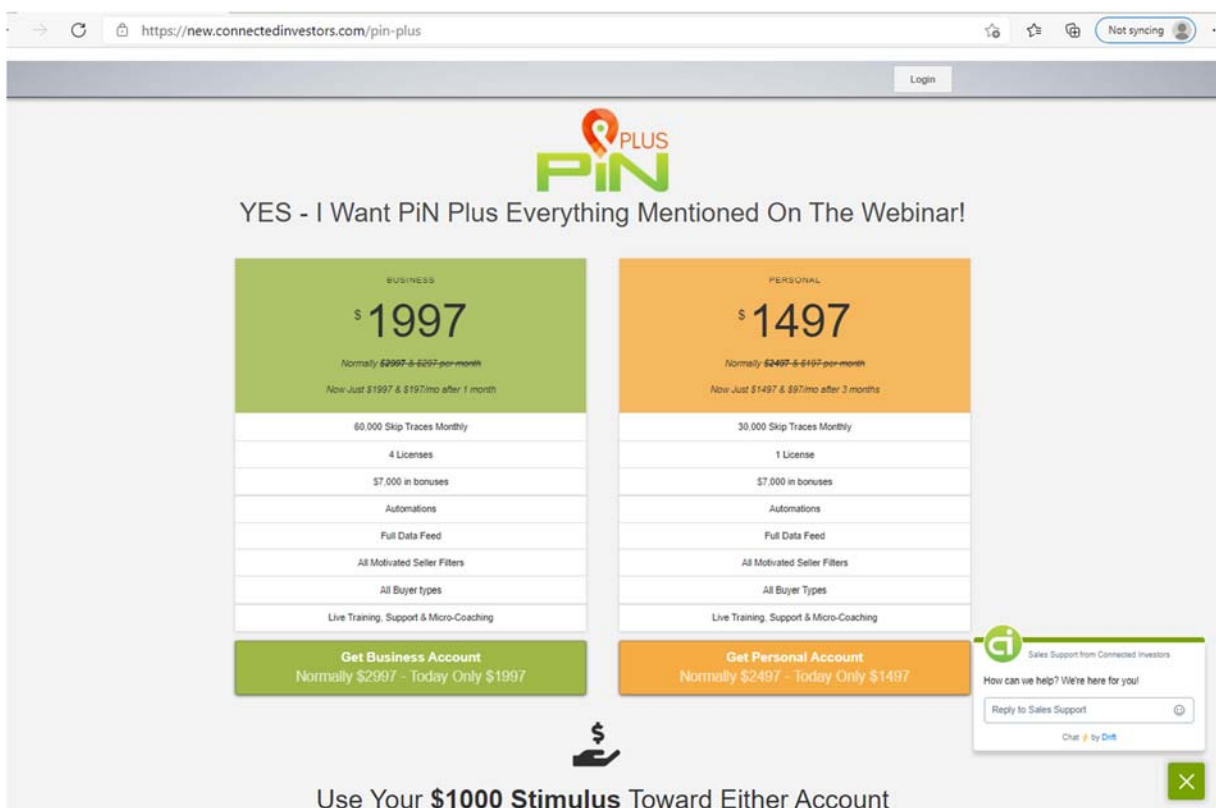 https://new.connectedinvestors.com/pin-plus
Not syncing
Login
PLUS
PiN
YES - I Want PiN Plus Everything Mentioned On The Webinar!
BUSINESS
$ 1997
Normally $2997 & $297 per month
Now Just $1997 & $197/mo after 1 month
60,000 Skip Traces Monthly
4 Licenses
$7,000 in bonuses
Automations
Full Data Feed
All Motivated Seller Filters
All Buyer types
Live Training, Support & Micro-Coaching
Get Business Account
Normally $2997 - Today Only $1997
PERSONAL
$ 1497
Normally $2497 & $197 per month
Now Just $1497 & $97/mo after 3 months
30,000 Skip Traces Monthly
1 License
$7,000 in bonuses
Automations
Full Data Feed
All Motivated Seller Filters
All Buyer Types
Live Training, Support & Micro-Coaching
Get Personal Account
Normally $2497 - Today Only $1497
ci
Sales Support from Connected Investors
How can we help? We're here for you!
Reply to Sales Support
Chat ⚡ by Drift
$
Use Your $1000 Stimulus Toward Either Account